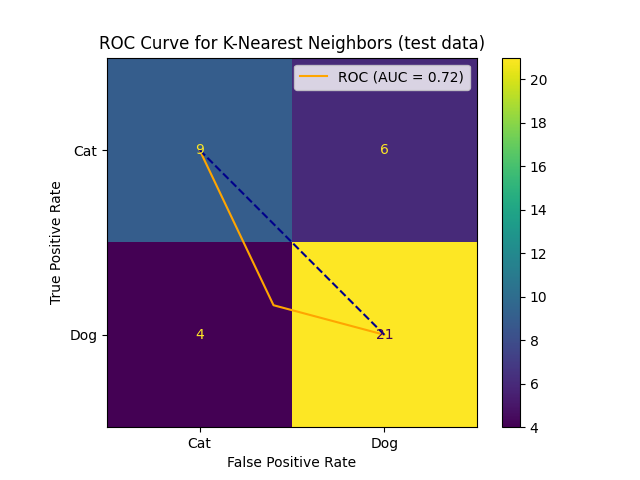 ROC Curve for K-Nearest Neighbors (test data)
ROC (AUC = 0.72)
True Positive Rate
Cat
Dog
9
6
4
21
Cat
Dog
False Positive Rate
20
18
16
14
12
10
8
6
4